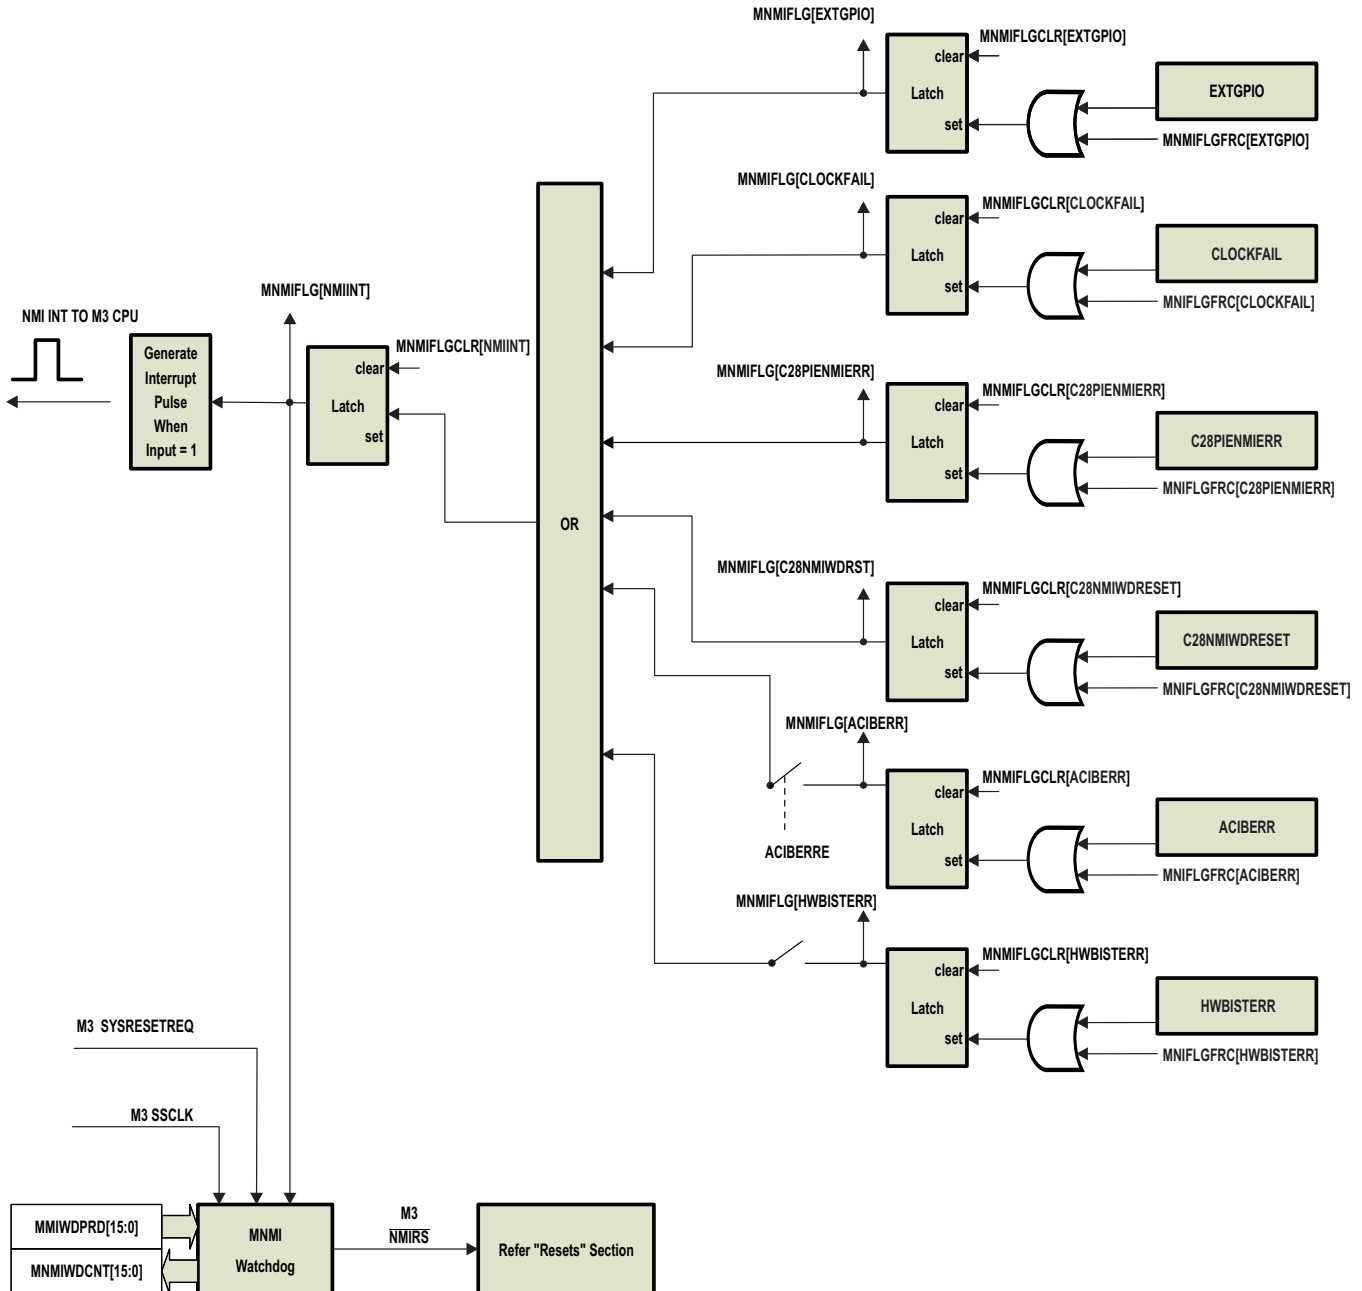 MNMIFLG[EXTGPIO]
MNMIFLGCLR[EXTGPIO]
clear
Latch
set
EXTGPIO
MNMIFLGFRC[EXTGPIO]
MNMIFLG[CLOCKFAIL]
MNMIFLGCLR[CLOCKFAIL]
clear
Latch
set
CLOCKFAIL
MNIFLGFRC[CLOCKFAIL]
MNMIFLG[NMIINT]
NMI INT TO M3 CPU
Generate
Interrupt
Pulse
When
Input = 1
MNMIFLGCLR[NMIINT]
clear
Latch
set
OR
MNMIFLG[C28PIENMIERR]
MNMIFLGCLR[C28PIENMIERR]
clear
Latch
set
C28PIENMIERR
MNIFLGFRC[C28PIENMIERR]
MNMIFLG[C28NMIWDRST]
MNMIFLGCLR[C28NMIWDRESET]
clear
Latch
set
C28NMIWDRESET
MNIFLGFRC[C28NMIWDRESET]
MNMIFLG[ACIBERR]
MNMIFLGCLR[ACIBERR]
clear
Latch
set
ACIBERR
MNIFLGFRC[ACIBERR]
ACIBERRE
MNMIFLG[HWBISTERR]
MNMIFLGCLR[HWBISTERR]
clear
Latch
set
HWBISTERR
MNIFLGFRC[HWBISTERR]
M3 SYSRESETREQ
M3 SSCLK
MMIWDPRD[15:0]
MNMIWDCNT[15:0]
MNMI
Watchdog
M3
NMIRS
Refer "Resets" Section